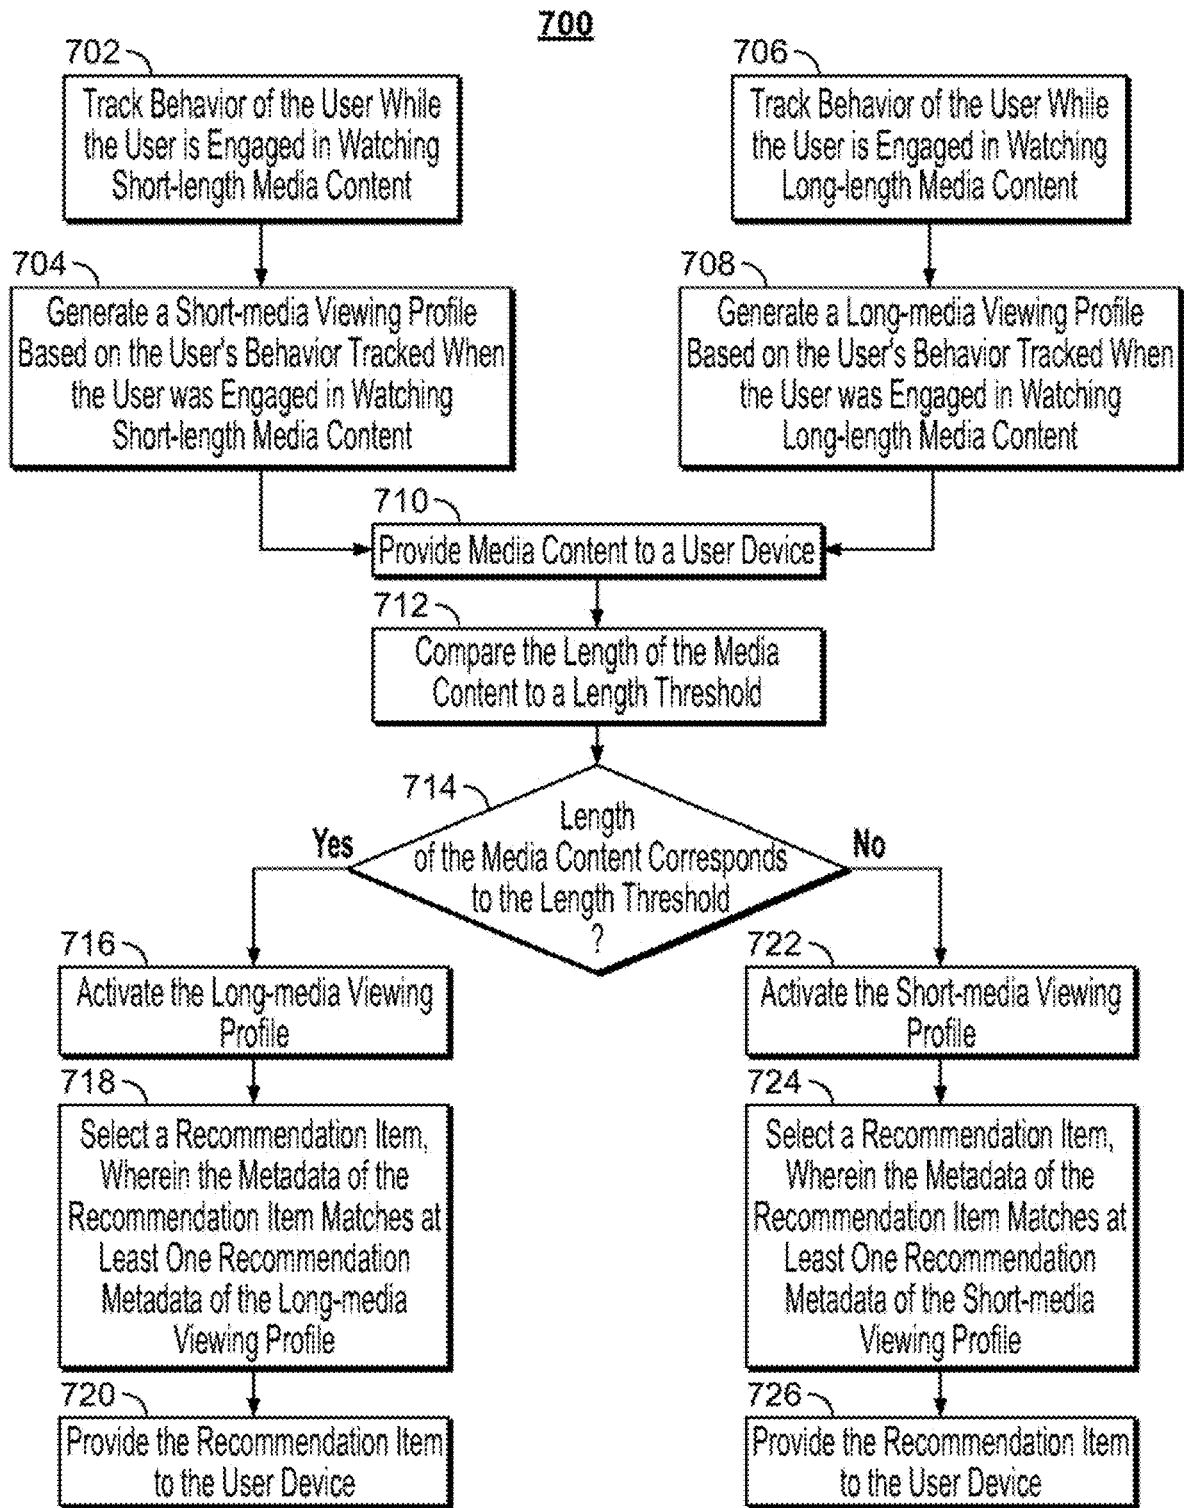 700
702
Track Behavior of the User While
the User is Engaged in Watching
Short-length Media Content
706
Track Behavior of the User While
the User is Engaged in Watching
Long-length Media Content
704
Generate a Short-media Viewing Profile
Based on the User's Behavior Tracked When
the User was Engaged in Watching
Short-length Media Content
708
Generate a Long-media Viewing Profile
Based on the User's Behavior Tracked When
the User was Engaged in Watching
Long-length Media Content
710
Provide Media Content to a User Device
712
Compare the Length of the Media
Content to a Length Threshold
714
Length
of the Media Content Corresponds
to the Length Threshold
?
Yes
No
716
Activate the Long-media Viewing
Profile
722
Activate the Short-media Viewing
Profile
718
Select a Recommendation Item,
Wherein the Metadata of the
Recommendation Item Matches at
Least One Recommendation
Metadata of the Long-media
Viewing Profile
724
Select a Recommendation Item,
Wherein the Metadata of the
Recommendation Item Matches at
Least One Recommendation
Metadata of the Short-media
Viewing Profile
720
Provide the Recommendation Item
to the User Device
726
Provide the Recommendation Item
to the User Device